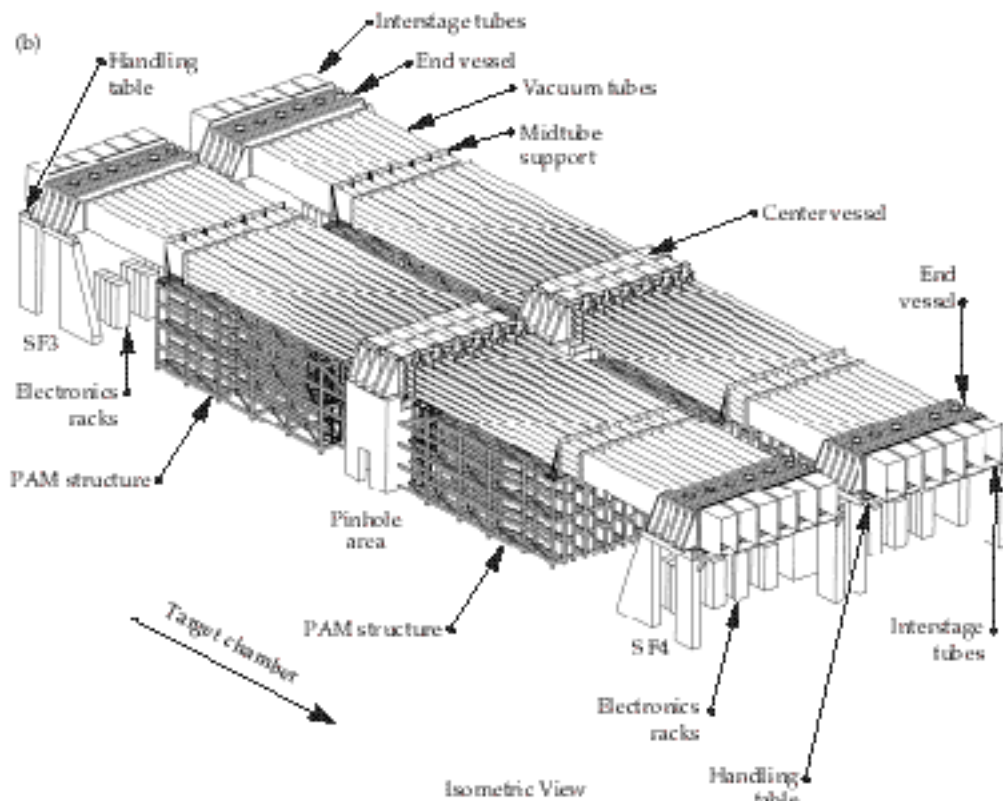 (b)
Interstage tubes
Handling
table
End vessel
Vacuum tubes
Midtube
support
Center vessel
End
vessel
SF3
Electronics
racks
PAM structure
Pinhole
area
Target chamber
PAM structure
SF4
Interstage
tubes
Electronics
racks
Handling
table
Isometric View